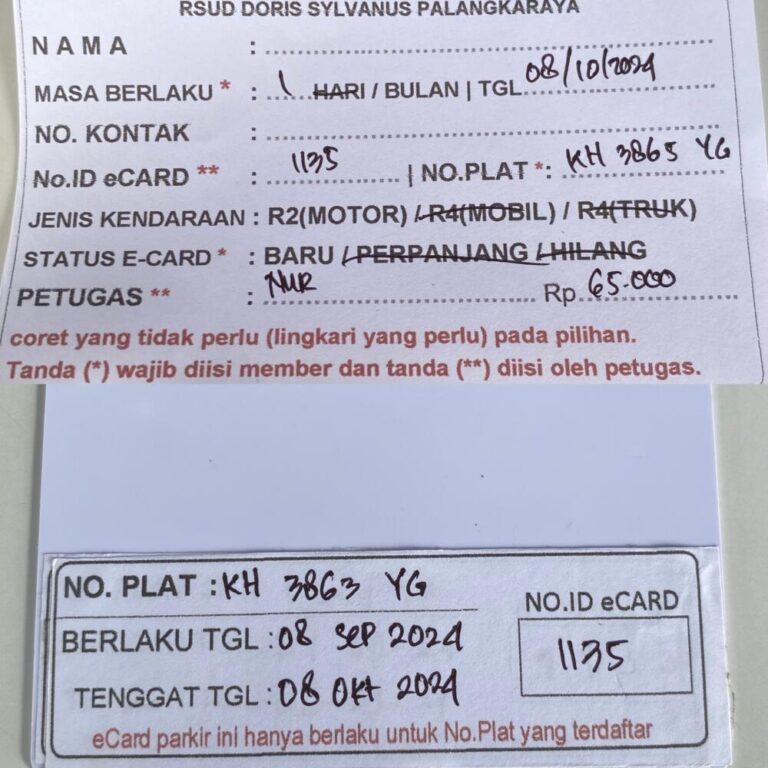 RSUD DORIS SYLVANUS PALANGKARAYA
NAMA :
MASA BERLAKU * : 1 HARI / BULAN | TGL 08/10/2024
NO. KONTAK :
No.ID eCARD ** : 1135 | NO.PLAT *: KH 3865 YG
JENIS KENDARAAN : R2(MOTOR) / R4(MOBIL) / R4(TRUK)
STATUS E-CARD * : BARU / PERPANJANG / HILANG
PETUGAS ** : NUR Rp. 65.000
coret yang tidak perlu (lingkari yang perlu) pada pilihan.
Tanda (*) wajib diisi member dan tanda (**) diisi oleh petugas.
NO. PLAT : KH 3863 YG
BERLAKU TGL : 08 SEP 2024
TENGGAT TGL : 08 OKT 2024
NO.ID eCARD
1135
eCard parkir ini hanya berlaku untuk No.Plat yang terdaftar